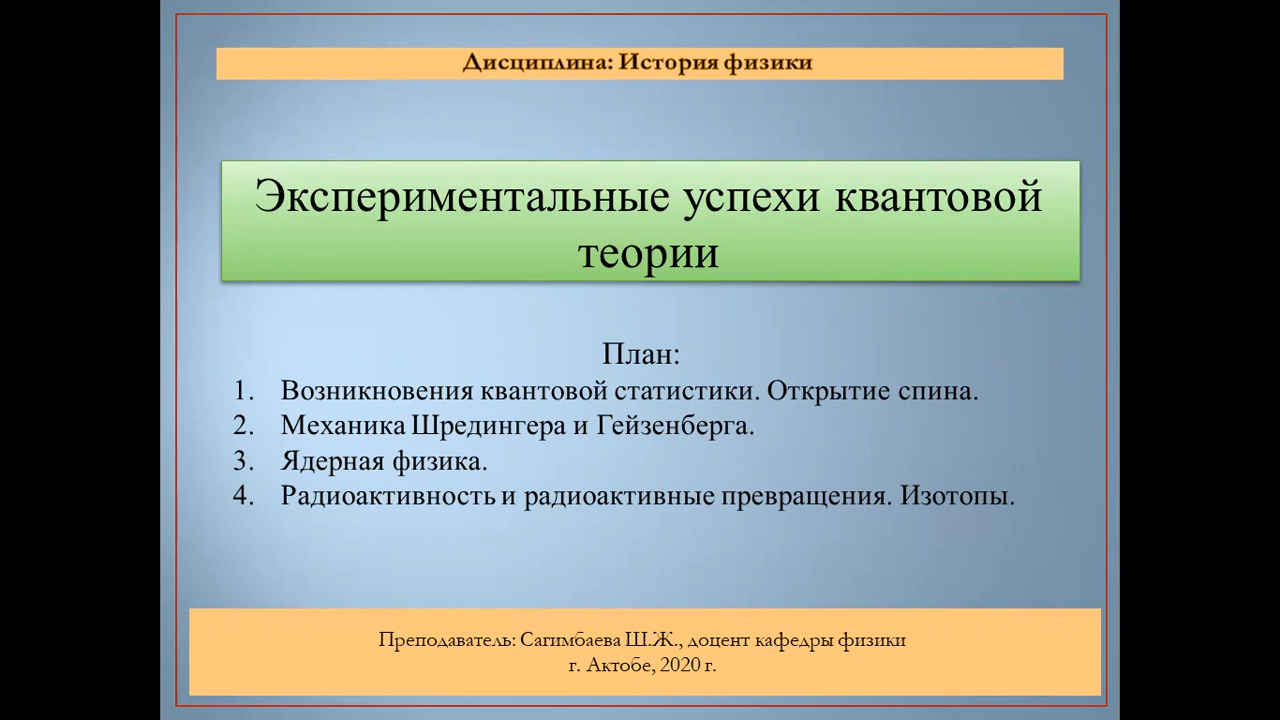 Дисциплина: История физики
Экспериментальные успехи квантовой
теории
План:
1. Возникновения квантовой статистики. Открытие спина.
2. Механика Шредингера и Гейзенберга.
3. Ядерная физика.
4. Радиоактивность и радиоактивные превращения. Изотопы.
Преподаватель: Сагимбаева Ш.Ж., доцент кафедры физики
г. Актобе, 2020 г.